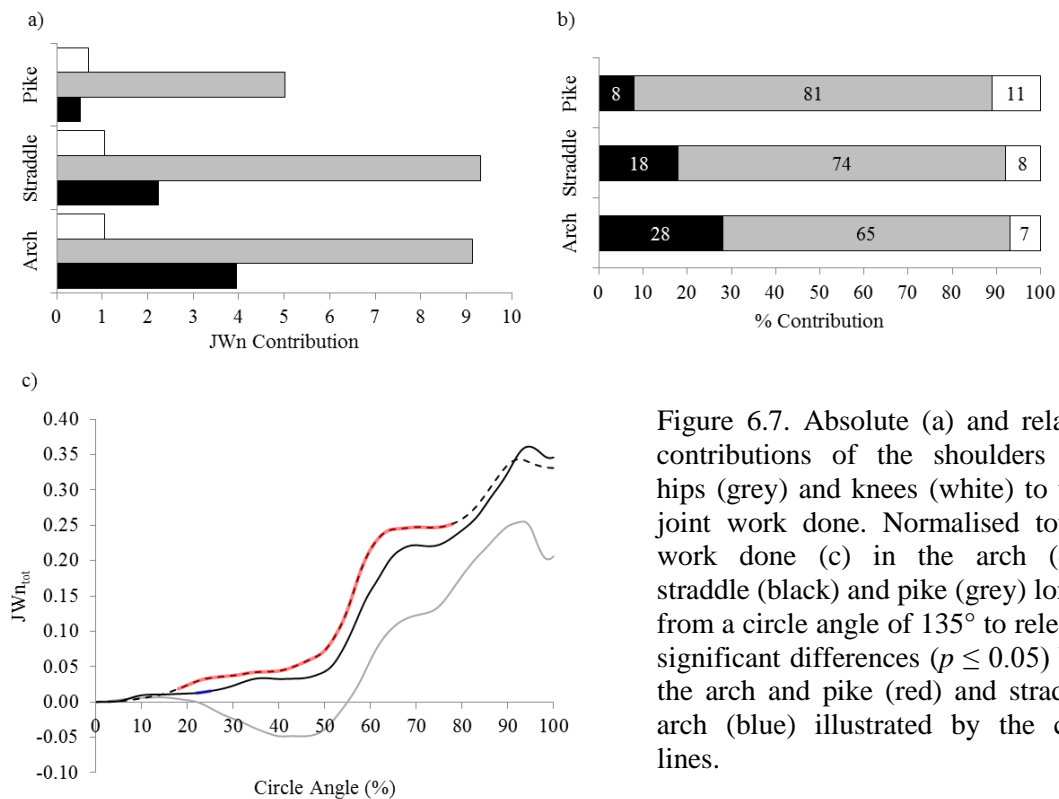 a)
Pike
Straddle
Arch
0 1 2 3 4 5 6 7 8 9 10
JWn Contribution
b)
Pike
Straddle
Arch
8 81 11
18 74 8
28 65 7
0 10 20 30 40 50 60 70 80 90 100
% Contribution
c)
JWn_tot
0.40
0.35
0.30
0.25
0.20
0.15
0.10
0.05
0.00
-0.05
-0.10
0 10 20 30 40 50 60 70 80 90 100
Circle Angle (%)
Figure 6.7. Absolute (a) and rela
contributions of the shoulders
hips (grey) and knees (white) to
joint work done. Normalised to
work done (c) in the arch (
straddle (black) and pike (grey) lo
from a circle angle of 135° to rele
significant differences (p ≤ 0.05)
the arch and pike (red) and strad
arch (blue) illustrated by the
lines.